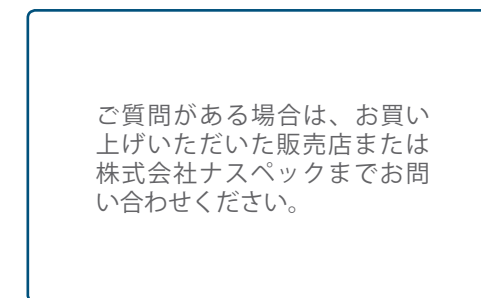 ご質問がある場合は、お買い
上げいただいた販売店または
株式会社ナスペックまでお問
い合わせください。